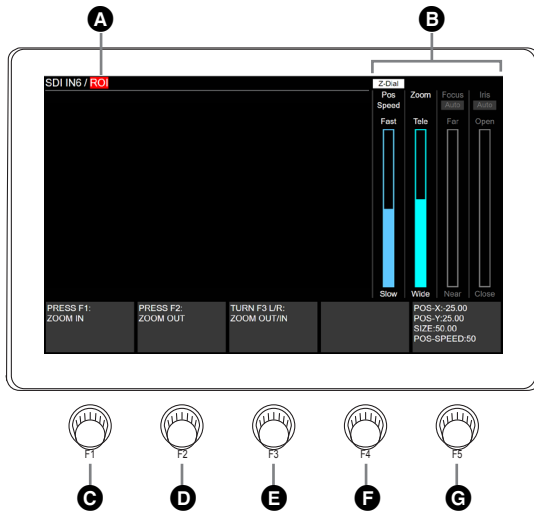 A
B
SDI IN6 / ROI
Z-Dial
Pos Speed
Zoom
Focus
Auto
Iris
Auto
Fast
Tele
Far
Open
Slow
Wide
Near
Close
PRESS F1:
ZOOM IN
PRESS F2:
ZOOM OUT
TURN F3 L/R:
ZOOM OUT/IN
POS-X:-25.00
POS-Y:25.00
SIZE:50.00
POS-SPEED:50
F1
F2
F3
F4
F5
C
D
E
F
G